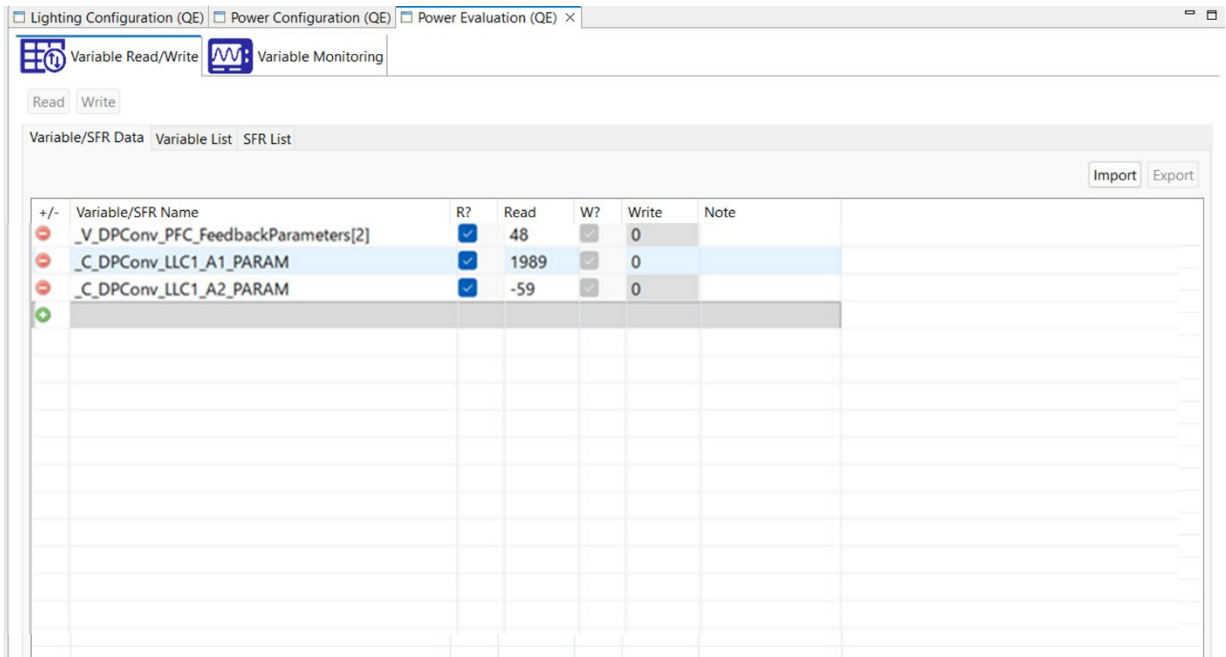 Lighting Configuration (QE) Power Configuration (QE) Power Evaluation (QE)
Variable Read/Write Variable Monitoring
Read Write
Variable/SFR Data Variable List SFR List
Import Export
+/- Variable/SFR Name R? Read W? Write Note
_V_DPConv_PFC_FeedbackParameters[2] 48 0
_C_DPConv_LLC1_A1_PARAM 1989 0
_C_DPConv_LLC1_A2_PARAM -59 0